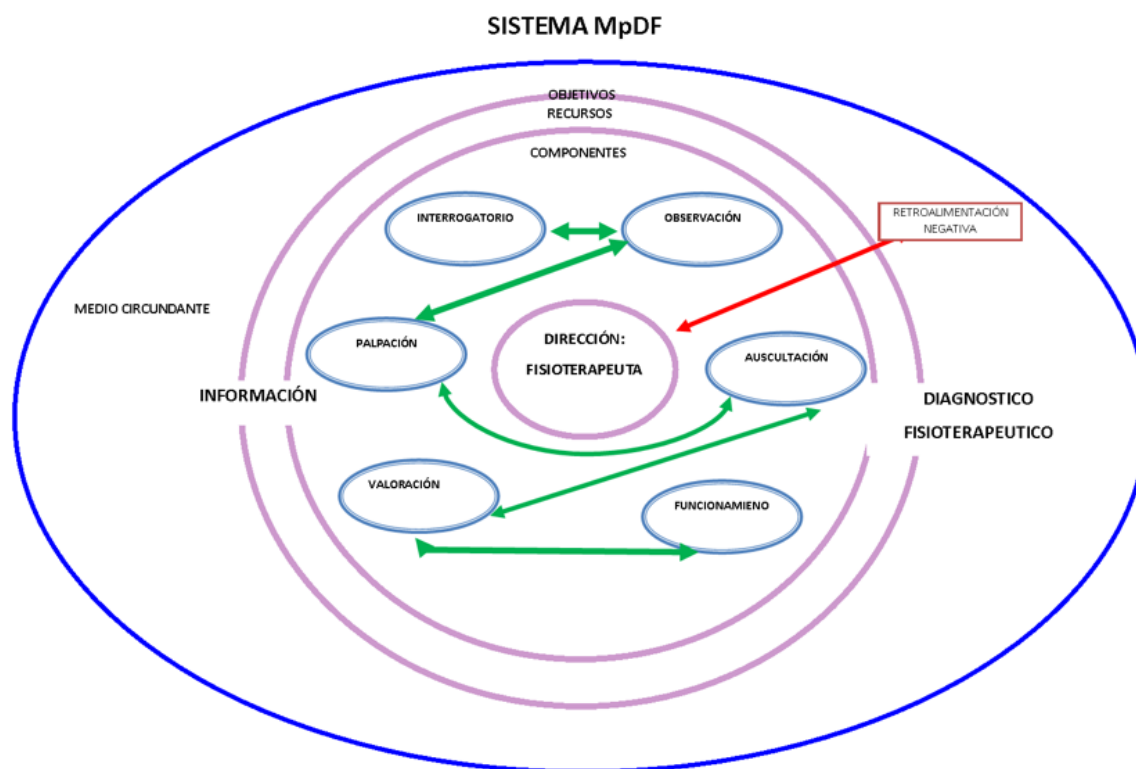 SISTEMA MpDF
OBJETIVOS
RECURSOS
COMPONENTES
INTERROGATORIO
OBSERVACIÓN
RETROALIMENTACIÓN
NEGATIVA
MEDIO CIRCUNDANTE
PALPACIÓN
DIRECCIÓN:
FISIOTERAPEUTA
AUSCULTACIÓN
INFORMACIÓN
DIAGNOSTICO
FISIOTERAPEUTICO
VALORACIÓN
FUNCIONAMIENO